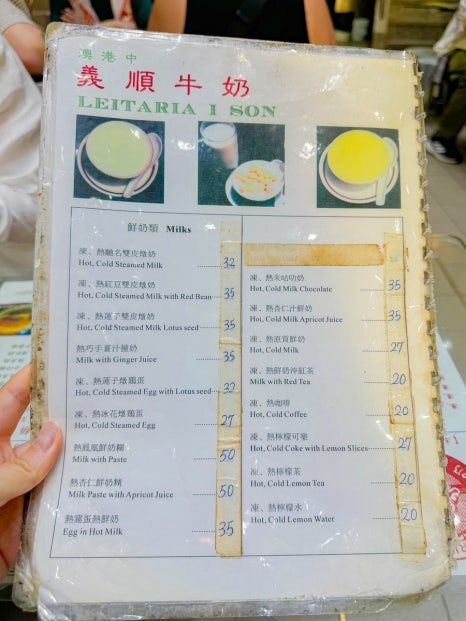 澳港中
義順牛奶
LEITARIA I SON
鮮奶類 Milks
凍、熱馳名雙皮燉奶
Hot, Cold Steamed Milk 32
凍、熱紅豆雙皮燉奶
Hot, Cold Steamed Milk with Red Bean 35
凍、熱蓮子雙皮燉奶
Hot, Cold Steamed Milk Lotus seed 35
熱巧手薑汁撞奶
Milk with Ginger Juice 35
凍、熱蓮子燉鷄蛋
Hot, Cold Steamed Egg with Lotus seed 32
凍、熱冰花燉鷄蛋
Hot, Cold Steamed Egg 27
熱鳳凰鮮奶糊
Milk with Paste 50
熱杏仁鮮奶糊
Milk Paste with Apricot Juice 50
熱窩蛋熱鮮奶
Egg in Hot Milk 35
凍、熱朱咕叻奶
Hot, Cold Milk Chocolate 35
凍、熱杏仁汁鮮奶
Hot, Cold Milk Apricot Juice 35
凍、熱原質鮮奶
Hot, Cold Milk 27
凍、熱鮮奶沖紅茶
Milk with Red Tea 20
凍、熱咖啡
Hot, Cold Coffee 20
凍、熱檸檬可樂
Hot, Cold Coke with Lemon Slices 27
凍、熱檸檬茶
Hot, Cold Lemon Tea 20
凍、熱檸檬水
Hot, Cold Lemon Water 20